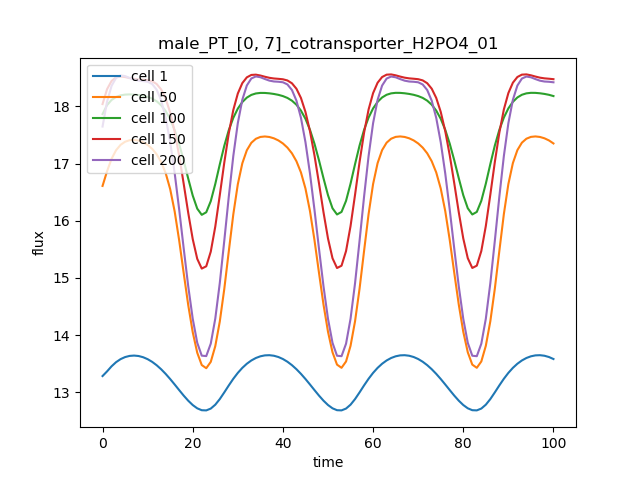 male_PT_[0, 7]_cotransporter_H2PO4_01
cell 1
cell 50
cell 100
cell 150
cell 200
18
17
16
15
14
13
flux
0 20 40 60 80 100
time